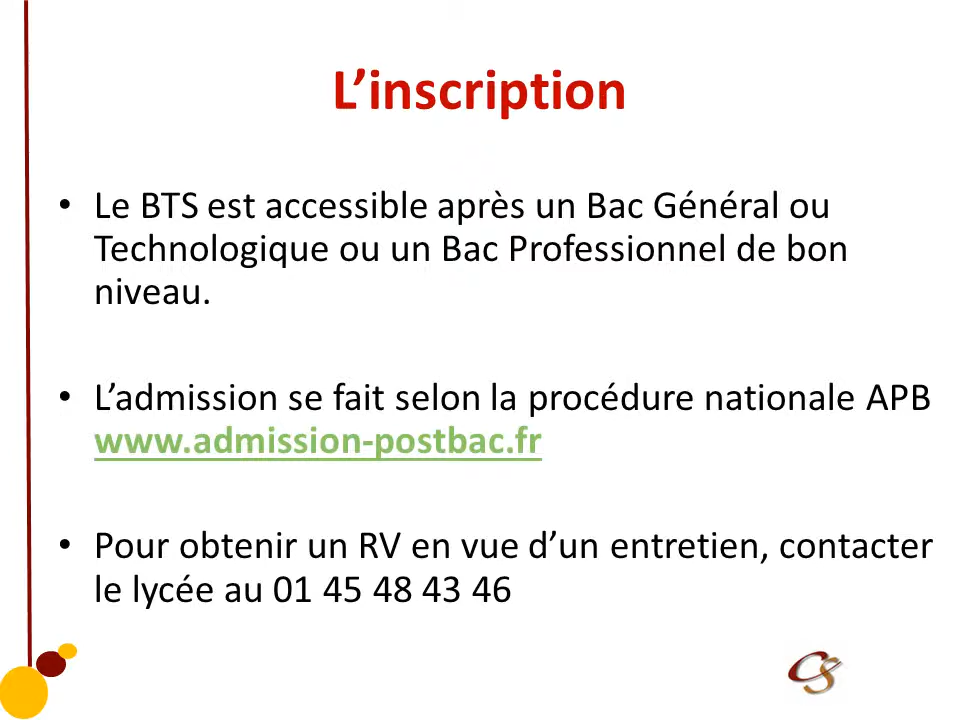 L’inscription
• Le BTS est accessible après un Bac Général ou
Technologique ou un Bac Professionnel de bon
niveau.
• L’admission se fait selon la procédure nationale APB
www.admission-postbac.fr
• Pour obtenir un RV en vue d’un entretien, contacter
le lycée au 01 45 48 43 46
CS